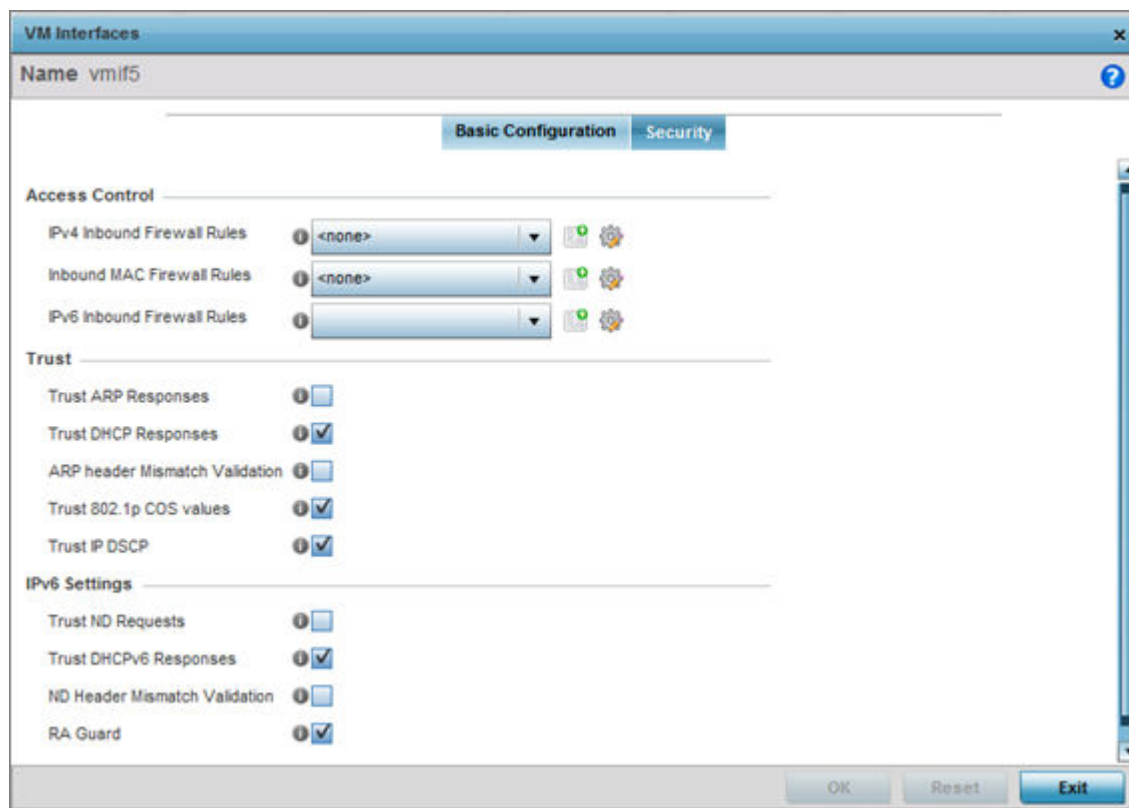 VM Interfaces
Name vmif5
Basic Configuration Security
Access Control
IPv4 Inbound Firewall Rules <none>
Inbound MAC Firewall Rules <none>
IPv6 Inbound Firewall Rules
Trust
Trust ARP Responses
Trust DHCP Responses
ARP header Mismatch Validation
Trust 802.1p COS values
Trust IP DSCP
IPv6 Settings
Trust ND Requests
Trust DHCPv6 Responses
ND Header Mismatch Validation
RA Guard
OK Reset Exit